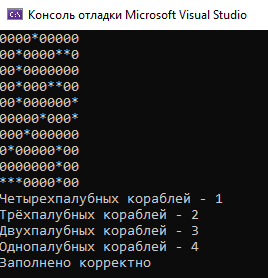 C:\
Консоль отладки Microsoft Visual Studio
0000*00000
00*0000**0
00*0000000
00*000**00
00*000000*
00000*000*
000*000000
0*00000*00
0000000*00
***0000*00
Четырехпалубных кораблей - 1
Трёхпалубных кораблей - 2
Двухпалубных кораблей - 3
Однопалубных кораблей - 4
Заполнено корректно